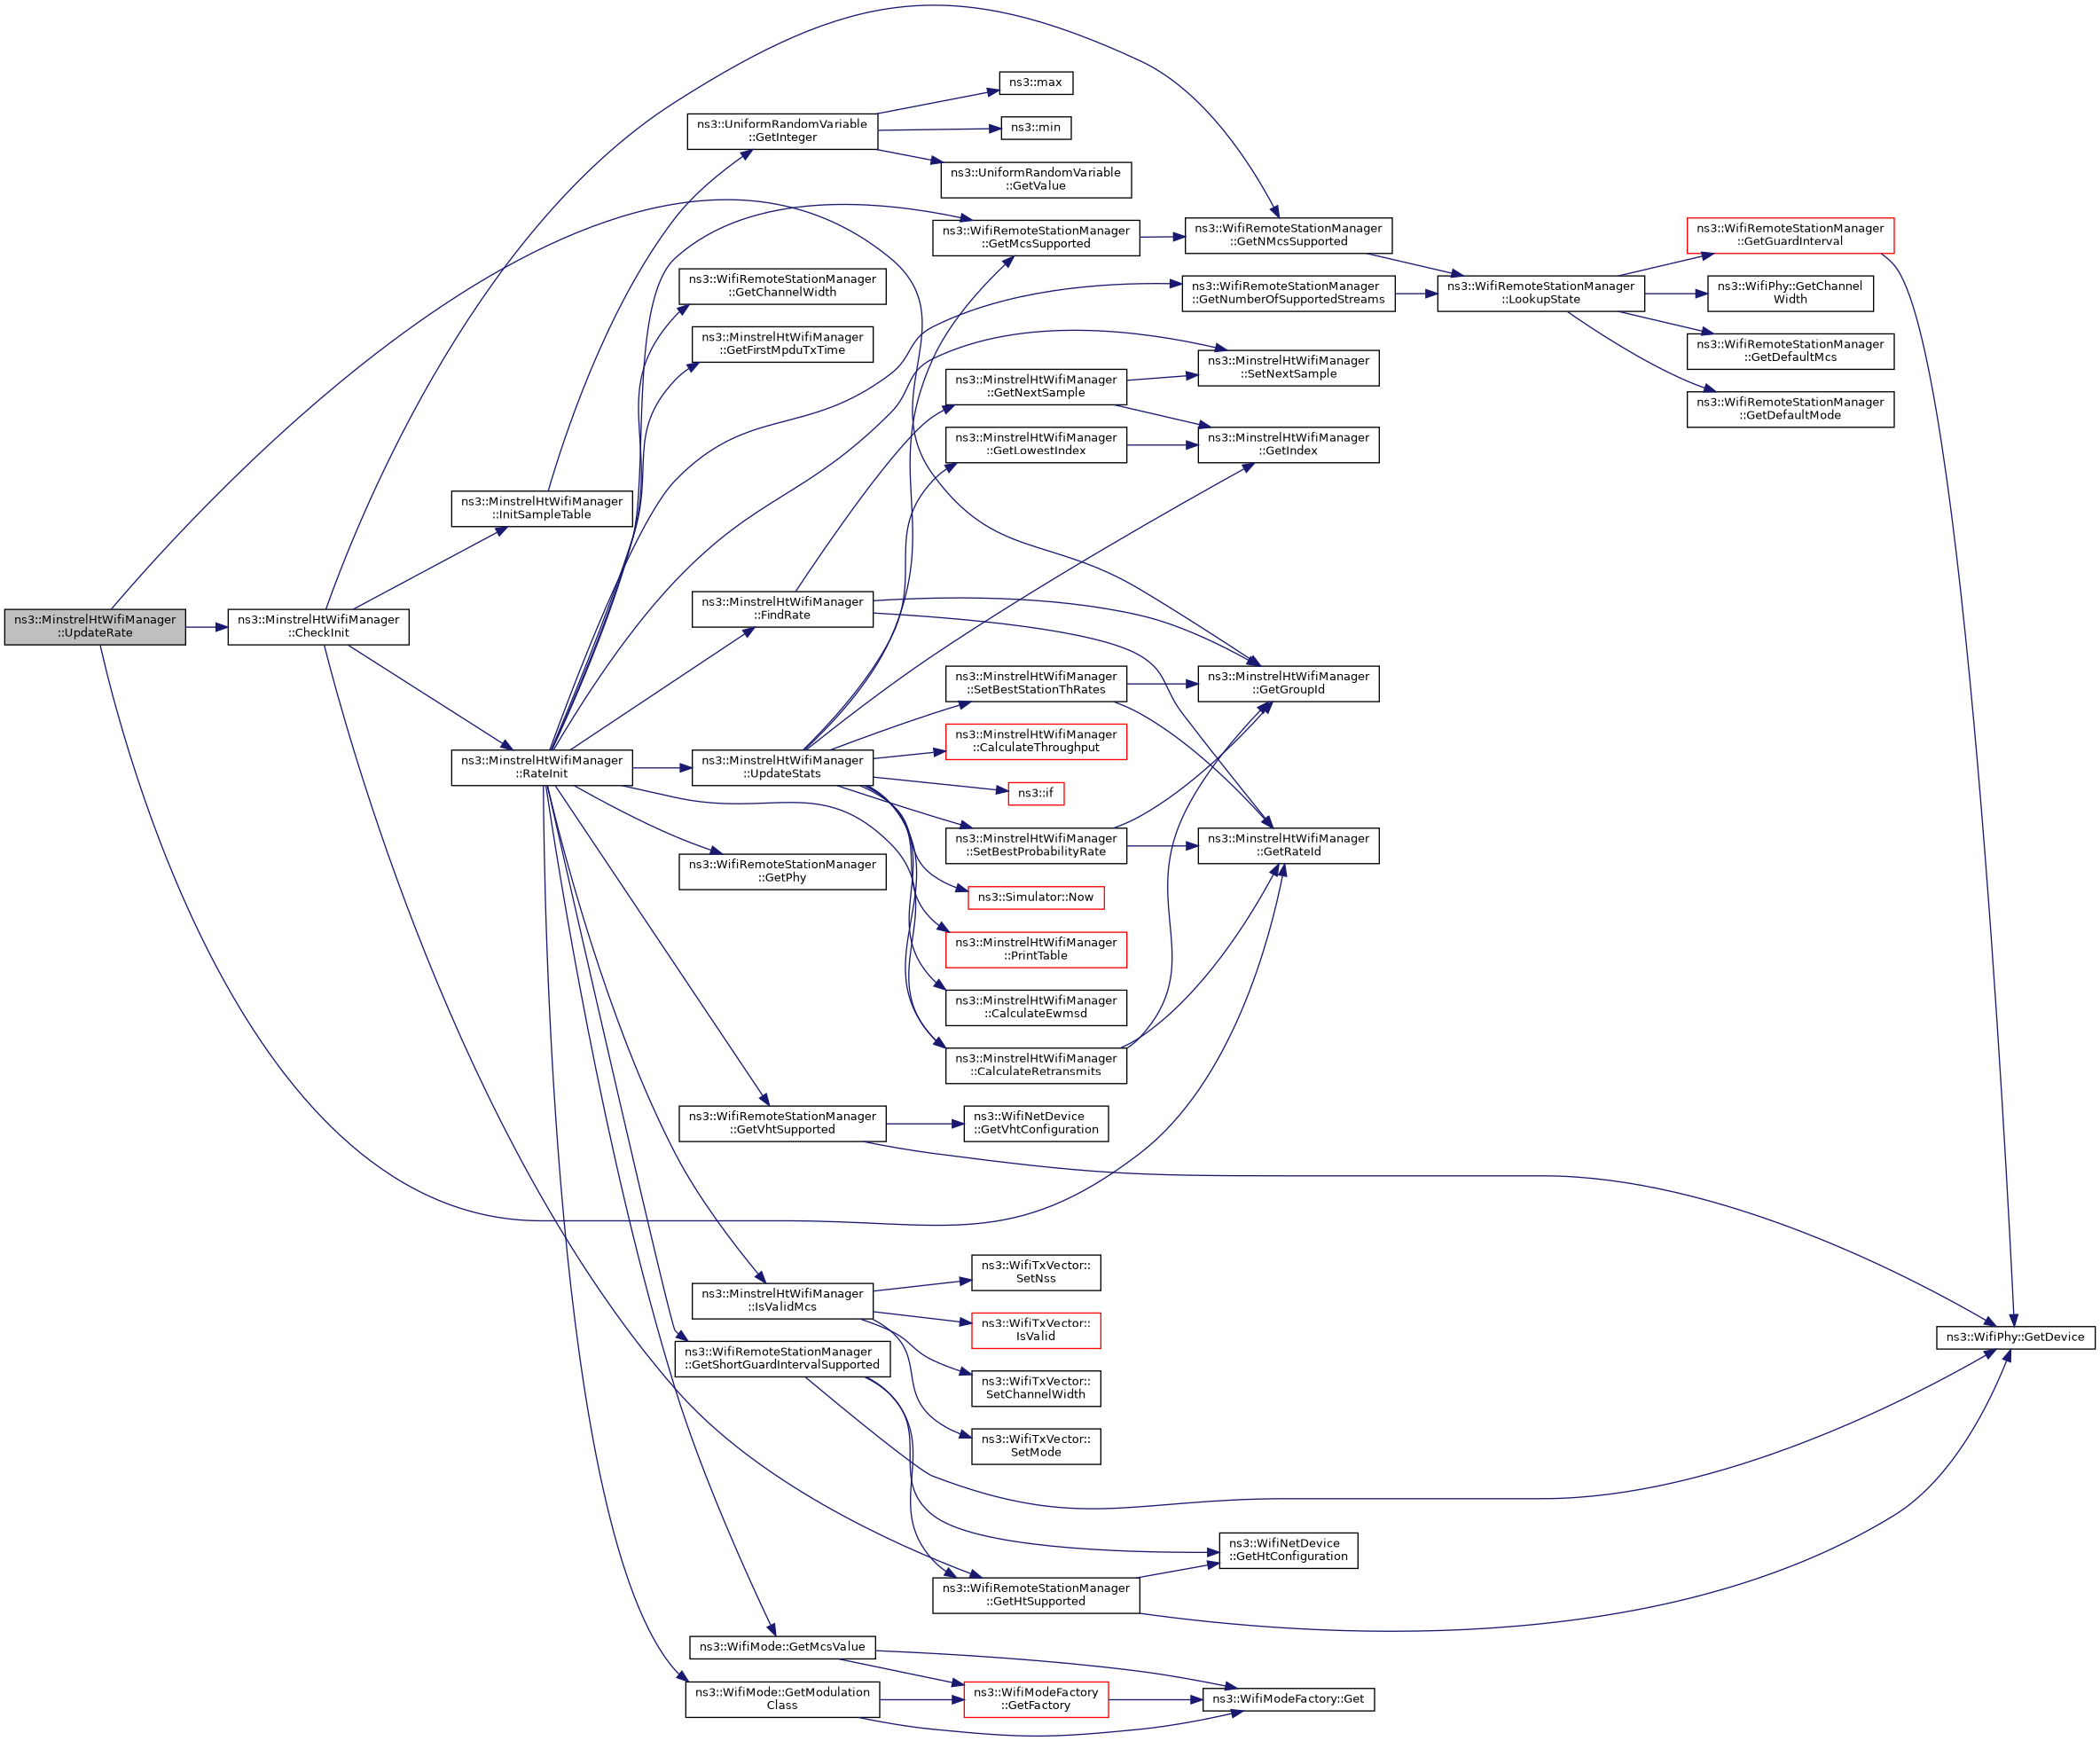 ns3::MinstrelHtWifiManager
::UpdateRate
ns3::MinstrelHtWifiManager
::CheckInit
ns3::MinstrelHtWifiManager
::InitSampleTable
ns3::MinstrelHtWifiManager
::RateInit
ns3::UniformRandomVariable
::GetInteger
ns3::max
ns3::min
ns3::UniformRandomVariable
::GetValue
ns3::WifiRemoteStationManager
::GetMcsSupported
ns3::WifiRemoteStationManager
::GetNMcsSupported
ns3::WifiRemoteStationManager
::GetChannelWidth
ns3::MinstrelHtWifiManager
::GetFirstMpduTxTime
ns3::WifiRemoteStationManager
::GetNumberOfSupportedStreams
ns3::WifiRemoteStationManager
::LookupState
ns3::WifiRemoteStationManager
::GetGuardInterval
ns3::WifiPhy::GetChannel
Width
ns3::WifiRemoteStationManager
::GetDefaultMcs
ns3::WifiRemoteStationManager
::GetDefaultMode
ns3::MinstrelHtWifiManager
::SetNextSample
ns3::MinstrelHtWifiManager
::GetNextSample
ns3::MinstrelHtWifiManager
::GetLowestIndex
ns3::MinstrelHtWifiManager
::GetIndex
ns3::MinstrelHtWifiManager
::FindRate
ns3::MinstrelHtWifiManager
::UpdateStats
ns3::MinstrelHtWifiManager
::SetBestStationThRates
ns3::MinstrelHtWifiManager
::GetGroupId
ns3::MinstrelHtWifiManager
::CalculateThroughput
ns3::if
ns3::MinstrelHtWifiManager
::SetBestProbabilityRate
ns3::MinstrelHtWifiManager
::GetRateId
ns3::WifiRemoteStationManager
::GetPhy
ns3::Simulator::Now
ns3::MinstrelHtWifiManager
::PrintTable
ns3::MinstrelHtWifiManager
::CalculateEwmsd
ns3::MinstrelHtWifiManager
::CalculateRetransmits
ns3::WifiRemoteStationManager
::GetVhtSupported
ns3::WifiNetDevice
::GetVhtConfiguration
ns3::MinstrelHtWifiManager
::IsValidMcs
ns3::WifiTxVector::
SetNss
ns3::WifiTxVector::
IsValid
ns3::WifiTxVector::
SetChannelWidth
ns3::WifiTxVector::
SetMode
ns3::WifiPhy::GetDevice
ns3::WifiRemoteStationManager
::GetShortGuardIntervalSupported
ns3::WifiNetDevice
::GetHtConfiguration
ns3::WifiRemoteStationManager
::GetHtSupported
ns3::WifiMode::GetMcsValue
ns3::WifiMode::GetModulation
Class
ns3::WifiModeFactory
::GetFactory
ns3::WifiModeFactory::Get